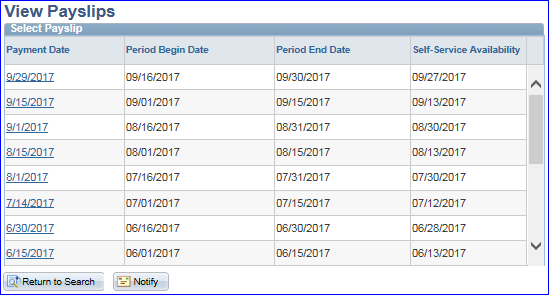 View Payslips
Select Payslip
Payment Date Period Begin Date Period End Date Self-Service Availability
9/29/2017 09/16/2017 09/30/2017 09/27/2017
9/15/2017 09/01/2017 09/15/2017 09/13/2017
9/1/2017 08/16/2017 08/31/2017 08/30/2017
8/15/2017 08/01/2017 08/15/2017 08/13/2017
8/1/2017 07/16/2017 07/31/2017 07/30/2017
7/14/2017 07/01/2017 07/15/2017 07/12/2017
6/30/2017 06/16/2017 06/30/2017 06/28/2017
6/15/2017 06/01/2017 06/15/2017 06/13/2017
Return to Search Notify